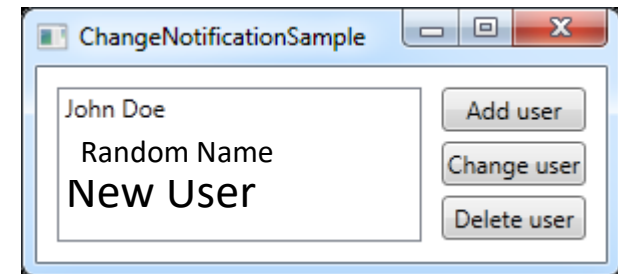 ChangeNotificationSample
John Doe
Random Name
New User
Add user
Change user
Delete user